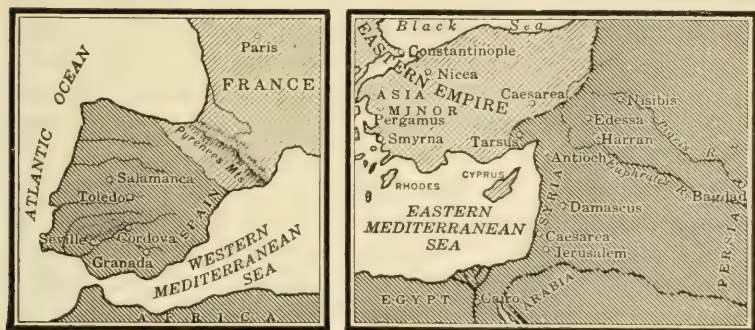 Paris
FRANCE
ATLANTIC OCEAN
Pyrenees Mts.
Salamanca
Toledo
SPAIN
Seville
Cordova
Granada
WESTERN
MEDITERRANEAN
SEA
AFRICA
Black Sea
Constantinople
EASTERN EMPIRE
Nicea
ASIA
MINOR
Caesarea
Nisibis
Pergamus
Edessa
Smyrna
Tarsus
Harran
Antioch
Euphrates R.
Bagdad
RHODES
CYPRUS
SYRIA
Damascus
EASTERN
MEDITERRANEAN
SEA
Caesarea
Jerusalem
PERSIA
EGYPT
Cairo
ARABIA